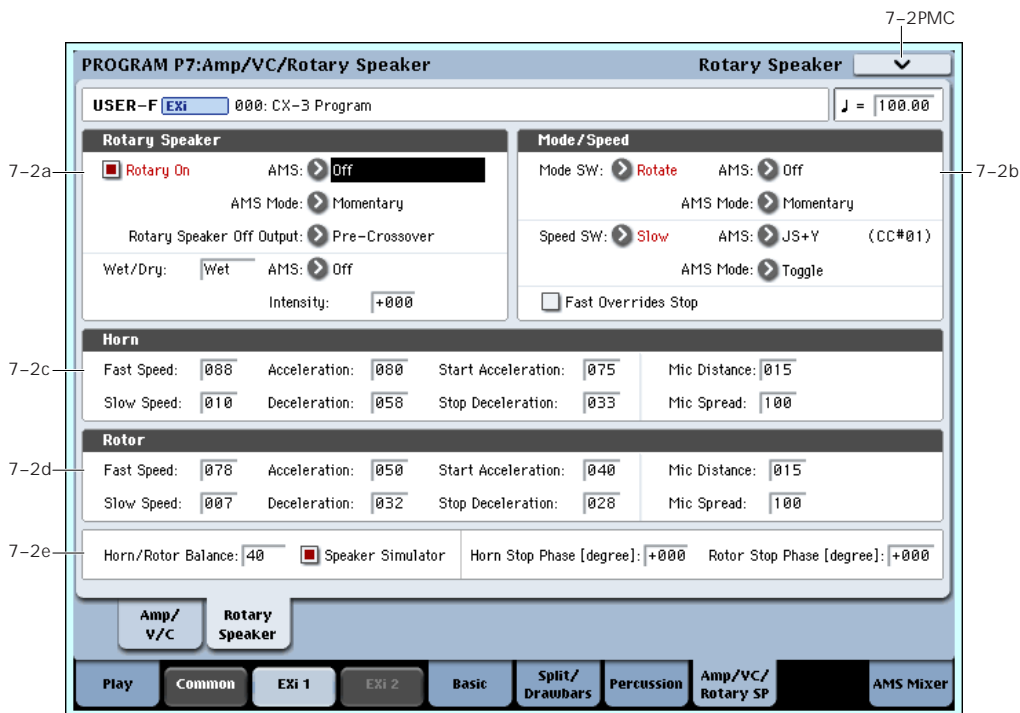 7-2PMC
PROGRAM P7:Amp/VC/Rotary Speaker Rotary Speaker
USER-F EXi 000: CX-3 Program ♩ = 100.00
Rotary Speaker Mode/Speed
7-2a Rotary On AMS: Off Mode SW: Rotate AMS: Off 7-2b
AMS Mode: Momentary AMS Mode: Momentary
Rotary Speaker Off Output: Pre-Crossover Speed SW: Slow AMS: JS+Y (CC#01)
Wet/Dry: Wet AMS: Off AMS Mode: Toggle
Intensity: +000 Fast Overrides Stop
Horn
7-2c Fast Speed: 088 Acceleration: 080 Start Acceleration: 075 Mic Distance: 015
Slow Speed: 010 Deceleration: 058 Stop Deceleration: 033 Mic Spread: 100
Rotor
7-2d Fast Speed: 078 Acceleration: 050 Start Acceleration: 040 Mic Distance: 015
Slow Speed: 007 Deceleration: 032 Stop Deceleration: 028 Mic Spread: 100
7-2e Horn/Rotor Balance: 40 Speaker Simulator Horn Stop Phase [degree]: +000 Rotor Stop Phase [degree]: +000
Amp/ Rotary
V/C Speaker
Play Common EXi 1 EXi 2 Basic Split/ Drawbars Percussion Amp/VC/ Rotary SP AMS Mixer